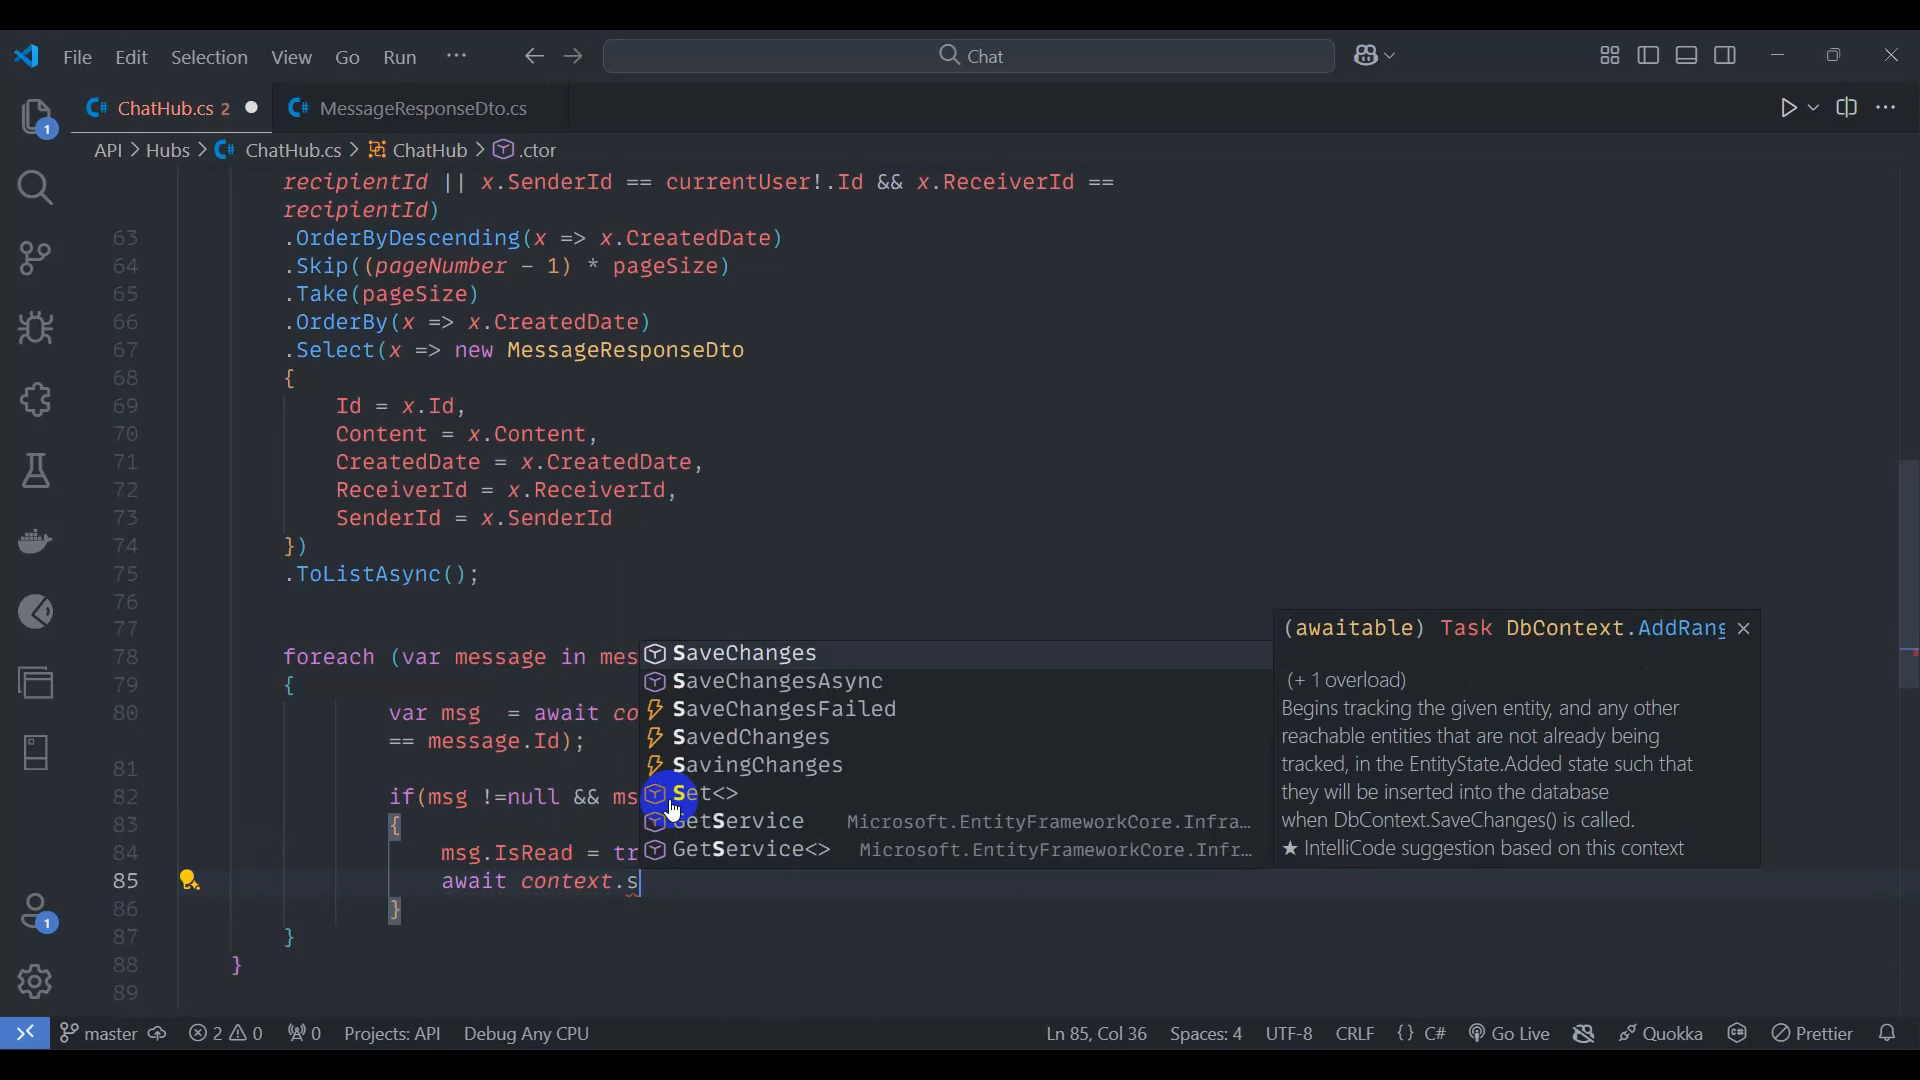 File Edit Selection View Go Run ··· Chat
ChatHub.cs 2 MessageResponseDto.cs
API > Hubs > ChatHub.cs > ChatHub > .ctor
recipientId || x.SenderId == currentUser!.Id && x.ReceiverId ==
recipientId)
63 .OrderByDescending(x => x.CreatedDate)
64 .Skip((pageNumber - 1) * pageSize)
65 .Take(pageSize)
66 .OrderBy(x => x.CreatedDate)
67 .Select(x => new MessageResponseDto
68 {
69 Id = x.Id,
70 Content = x.Content,
71 CreatedDate = x.CreatedDate,
72 ReceiverId = x.ReceiverId,
73 SenderId = x.SenderId
74 })
75 .ToListAsync();
76
77
78 foreach (var message in mes
79 {
80 var msg = await co
== message.Id);
81
82 if(msg !=null && ms
83 {
84 msg.IsRead = tr
85 await context.s
86 }
87 }
88 }
89
SaveChanges
SaveChangesAsync
SaveChangesFailed
SavedChanges
SavingChanges
Set<>
GetService Microsoft.EntityFrameworkCore.Infra...
GetService<> Microsoft.EntityFrameworkCore.Infr...
(awaitable) Task DbContext.AddRang
(+ 1 overload)
Begins tracking the given entity, and any other
reachable entities that are not already being
tracked, in the EntityState.Added state such that
they will be inserted into the database
when DbContext.SaveChanges() is called.
★ IntelliCode suggestion based on this context
1
1
master 2 0 0 Projects: API Debug Any CPU Ln 85, Col 36 Spaces: 4 UTF-8 CRLF {} C# Go Live Quokka Prettier